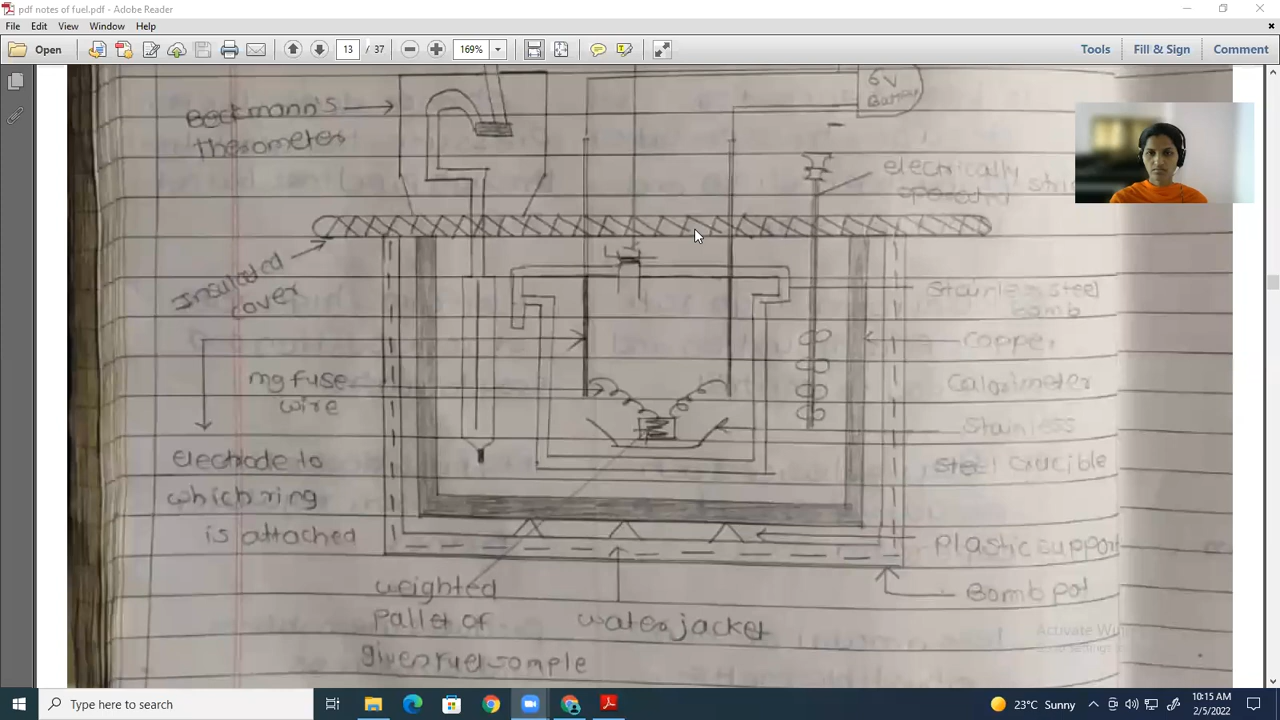 pdf notes of fuel.pdf - Adobe Reader
File Edit View Window Help
Open 13 / 37 169% Tools Fill & Sign Comment
6V
Beckmann's
thesometer
electrically
operated
Insulated
cover
Stainless steel
bomb
copper
calorimeter
mg fuse
wire
Stainless
steel crucible
electrode to
which ring
is attached
Plastic support
Bomb pot
weighted
Pallet of
given fuel sample
water jacket
Type here to search
23°C Sunny
10:15 AM
2/5/2022